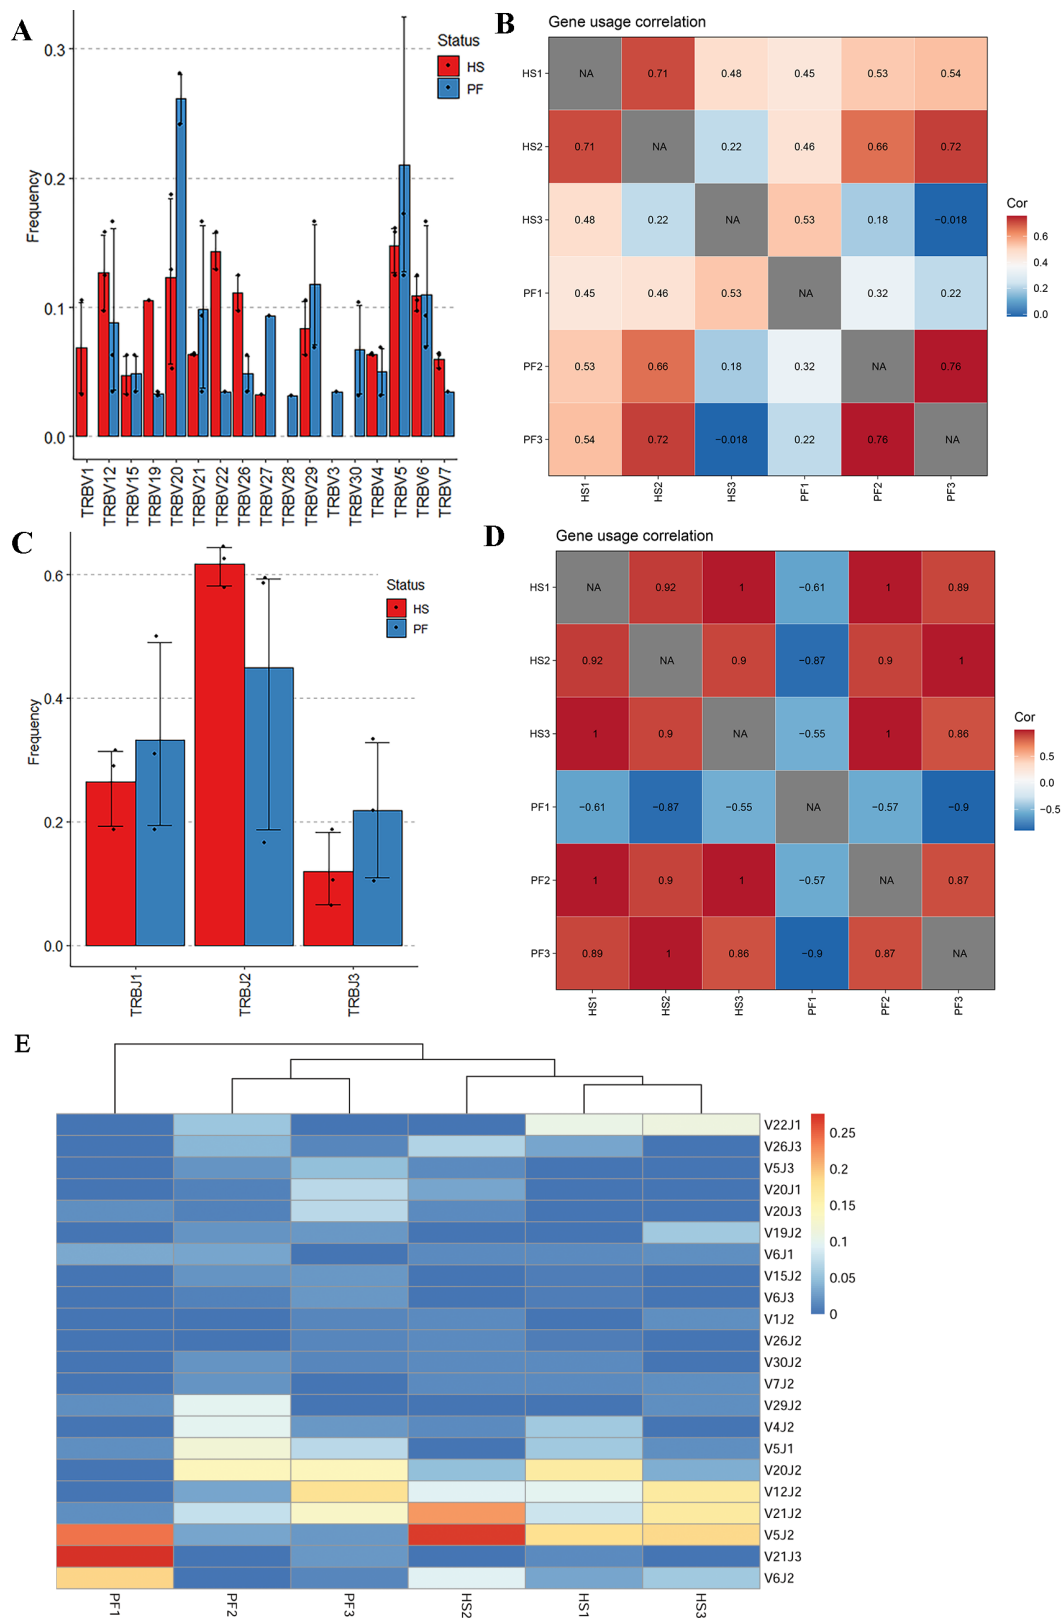 A
Status
HS
PF
Frequency
0.3
0.2
0.1
0.0
TRBV1
TRBV12
TRBV15
TRBV19
TRBV20
TRBV21
TRBV22
TRBV26
TRBV27
TRBV28
TRBV29
TRBV3
TRBV30
TRBV4
TRBV5
TRBV6
TRBV7
B
Gene usage correlation
HS1 NA 0.71 0.48 0.45 0.53 0.54
HS2 0.71 NA 0.22 0.46 0.66 0.72
HS3 0.48 0.22 NA 0.53 0.18 −0.018
PF1 0.45 0.46 0.53 NA 0.32 0.22
PF2 0.53 0.66 0.18 0.32 NA 0.76
PF3 0.54 0.72 −0.018 0.22 0.76 NA
HS1 HS2 HS3 PF1 PF2 PF3
Cor
0.6
0.4
0.2
0.0
C
Status
HS
PF
Frequency
0.6
0.4
0.2
0.0
TRBJ1
TRBJ2
TRBJ3
D
Gene usage correlation
HS1 NA 0.92 1 −0.61 1 0.89
HS2 0.92 NA 0.9 −0.87 0.9 1
HS3 1 0.9 NA −0.55 1 0.86
PF1 −0.61 −0.87 −0.55 NA −0.57 −0.9
PF2 1 0.9 1 −0.57 NA 0.87
PF3 0.89 1 0.86 −0.9 0.87 NA
HS1 HS2 HS3 PF1 PF2 PF3
Cor
0.5
0.0
−0.5
E
V22J1
V26J3
V5J3
V20J1
V20J3
V19J2
V6J1
V15J2
V6J3
V1J2
V26J2
V30J2
V7J2
V29J2
V4J2
V5J1
V20J2
V12J2
V21J2
V5J2
V21J3
V6J2
PF1 PF2 PF3 HS2 HS1 HS3
0.25
0.2
0.15
0.1
0.05
0